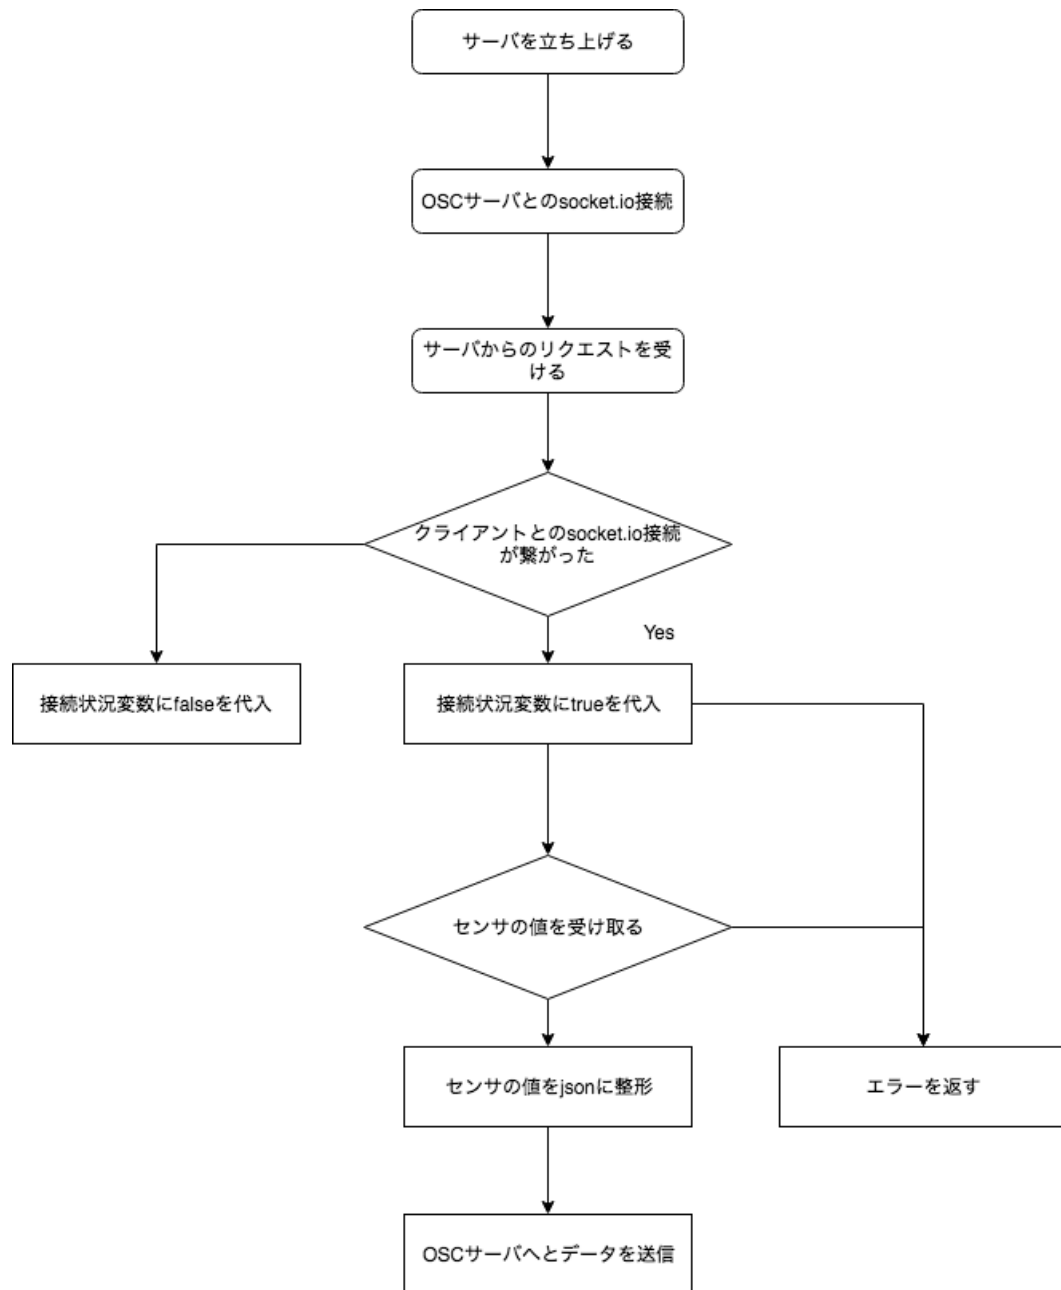 サーバを立ち上げる
OSCサーバとのsocket.io接続
サーバからのリクエストを受
ける
クライアントとのsocket.io接続
が繋がった
Yes
接続状況変数にfalseを代入
接続状況変数にtrueを代入
センサの値を受け取る
センサの値をjsonに整形
エラーを返す
OSCサーバへとデータを送信